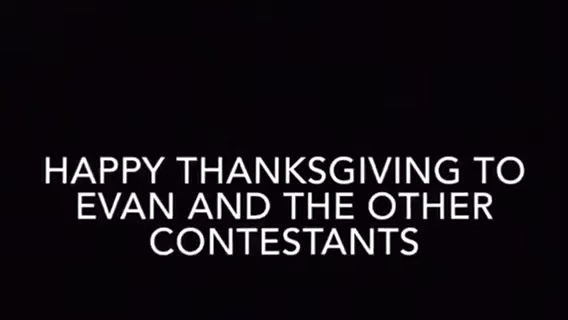 HAPPY THANKSGIVING TO
EVAN AND THE OTHER
CONTESTANTS